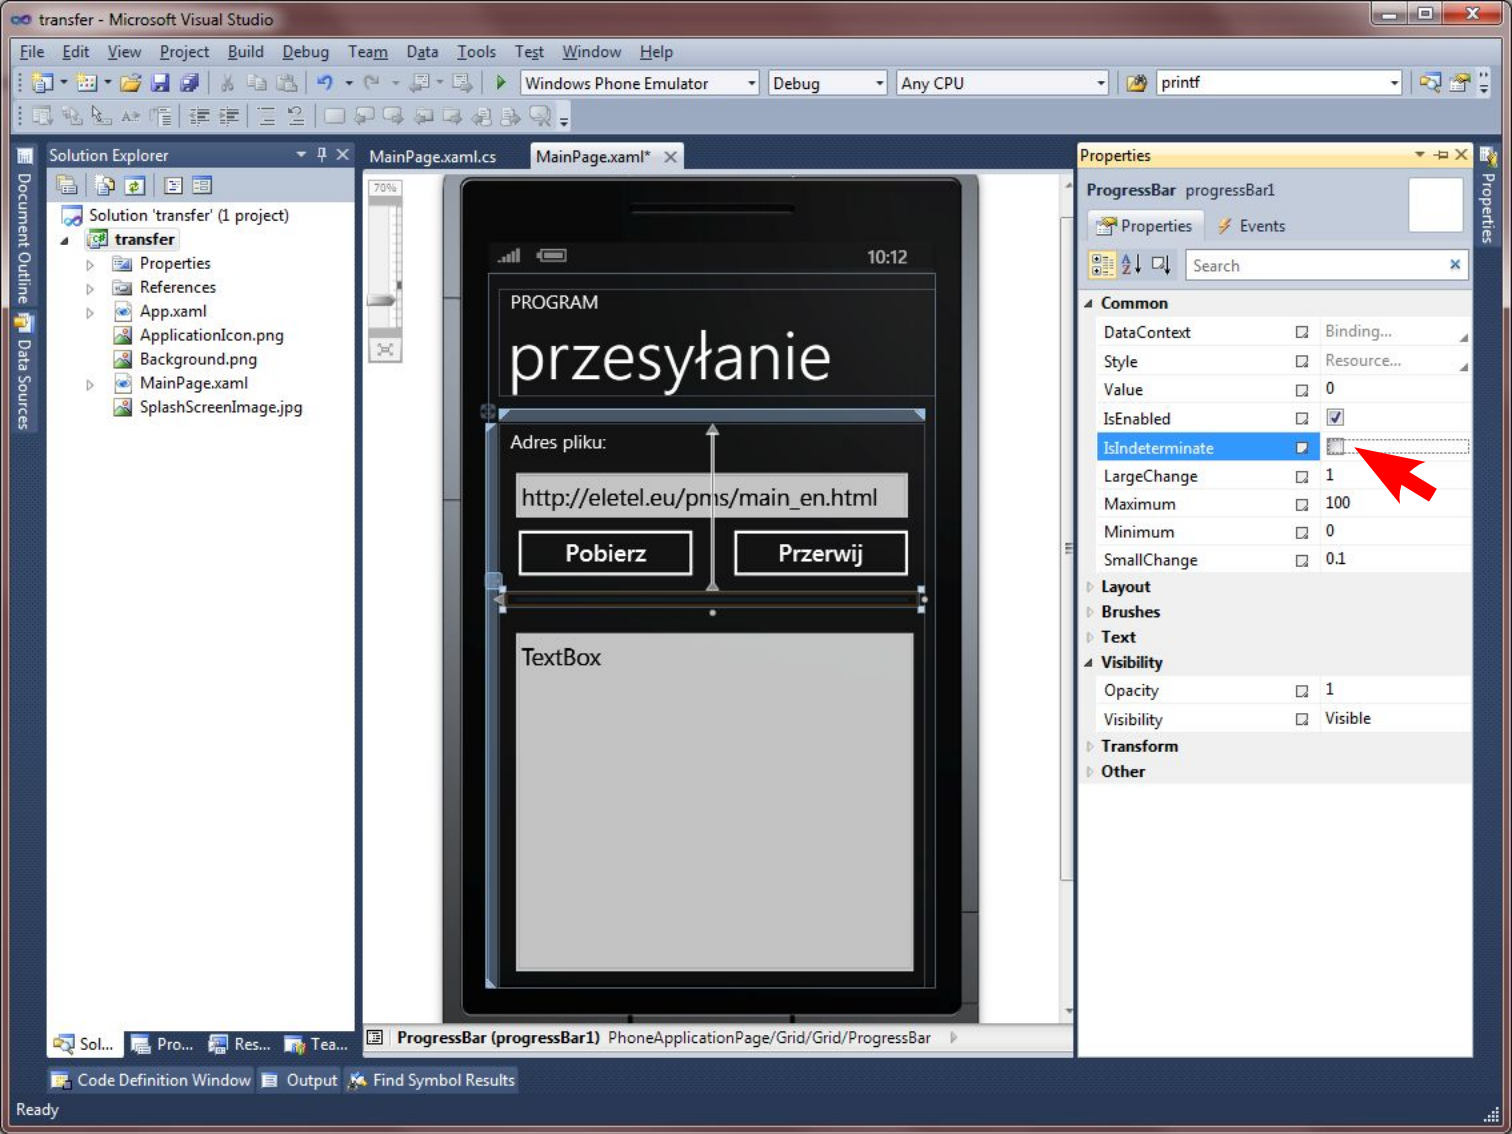 transfer - Microsoft Visual Studio
File Edit View Project Build Debug Team Data Tools Test Window Help
Windows Phone Emulator Debug Any CPU printf
Document Outline
Data Sources
Solution Explorer
Solution 'transfer' (1 project)
transfer
Properties
References
App.xaml
ApplicationIcon.png
Background.png
MainPage.xaml
SplashScreenImage.jpg
Sol... Pro... Res... Tea...
MainPage.xaml.cs MainPage.xaml*
70%
10:12
PROGRAM
przesyłanie
Adres pliku:
http://eletel.eu/pms/main_en.html
Pobierz Przerwij
TextBox
ProgressBar (progressBar1) PhoneApplicationPage/Grid/Grid/ProgressBar
Properties
ProgressBar progressBar1
Properties Events
Search
Common
DataContext Binding...
Style Resource...
Value 0
IsEnabled
IsIndeterminate
LargeChange 1
Maximum 100
Minimum 0
SmallChange 0.1
Layout
Brushes
Text
Visibility
Opacity 1
Visibility Visible
Transform
Other
Properties
Code Definition Window Output Find Symbol Results
Ready